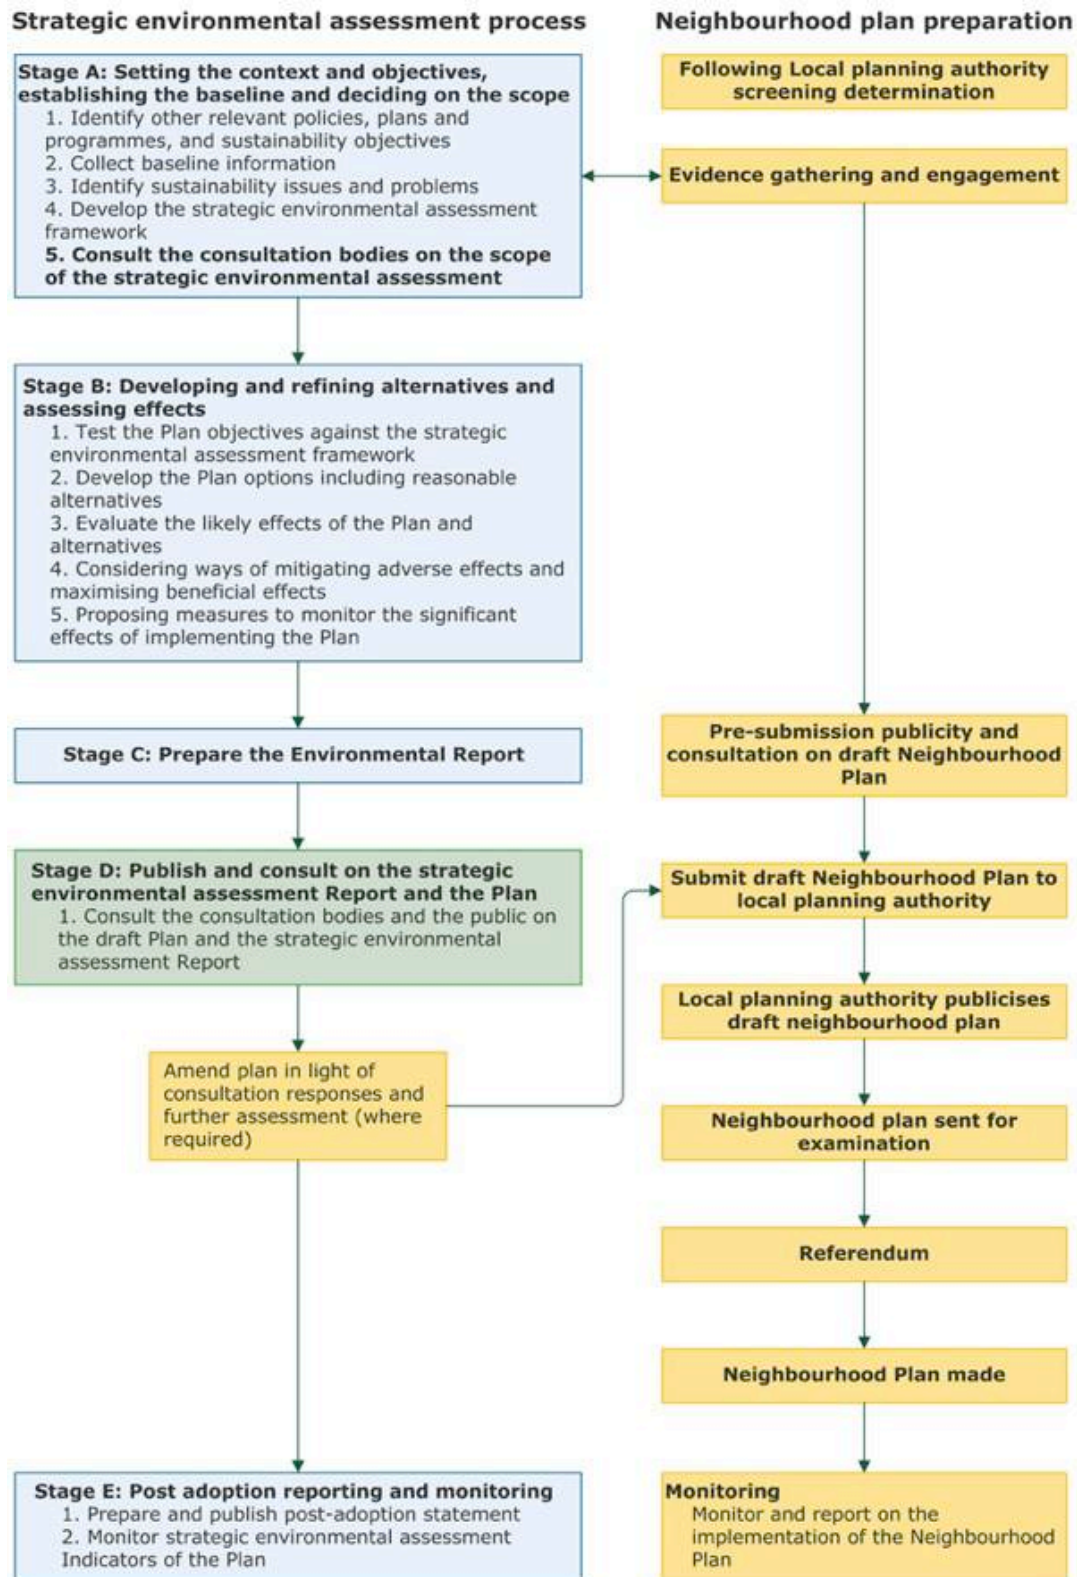 Strategic environmental assessment process
Neighbourhood plan preparation
Stage A: Setting the context and objectives,
establishing the baseline and deciding on the scope
1. Identify other relevant policies, plans and
programmes, and sustainability objectives
2. Collect baseline information
3. Identify sustainability issues and problems
4. Develop the strategic environmental assessment
framework
5. Consult the consultation bodies on the scope
of the strategic environmental assessment
Following Local planning authority
screening determination
Evidence gathering and engagement
Stage B: Developing and refining alternatives and
assessing effects
1. Test the Plan objectives against the strategic
environmental assessment framework
2. Develop the Plan options including reasonable
alternatives
3. Evaluate the likely effects of the Plan and
alternatives
4. Considering ways of mitigating adverse effects and
maximising beneficial effects
5. Proposing measures to monitor the significant
effects of implementing the Plan
Stage C: Prepare the Environmental Report
Pre-submission publicity and
consultation on draft Neighbourhood
Plan
Stage D: Publish and consult on the strategic
environmental assessment Report and the Plan
1. Consult the consultation bodies and the public on
the draft Plan and the strategic environmental
assessment Report
Submit draft Neighbourhood Plan to
local planning authority
Local planning authority publicises
draft neighbourhood plan
Amend plan in light of
consultation responses and
further assessment (where
required)
Neighbourhood plan sent for
examination
Referendum
Neighbourhood Plan made
Stage E: Post adoption reporting and monitoring
1. Prepare and publish post-adoption statement
2. Monitor strategic environmental assessment
Indicators of the Plan
Monitoring
Monitor and report on the
implementation of the Neighbourhood
Plan